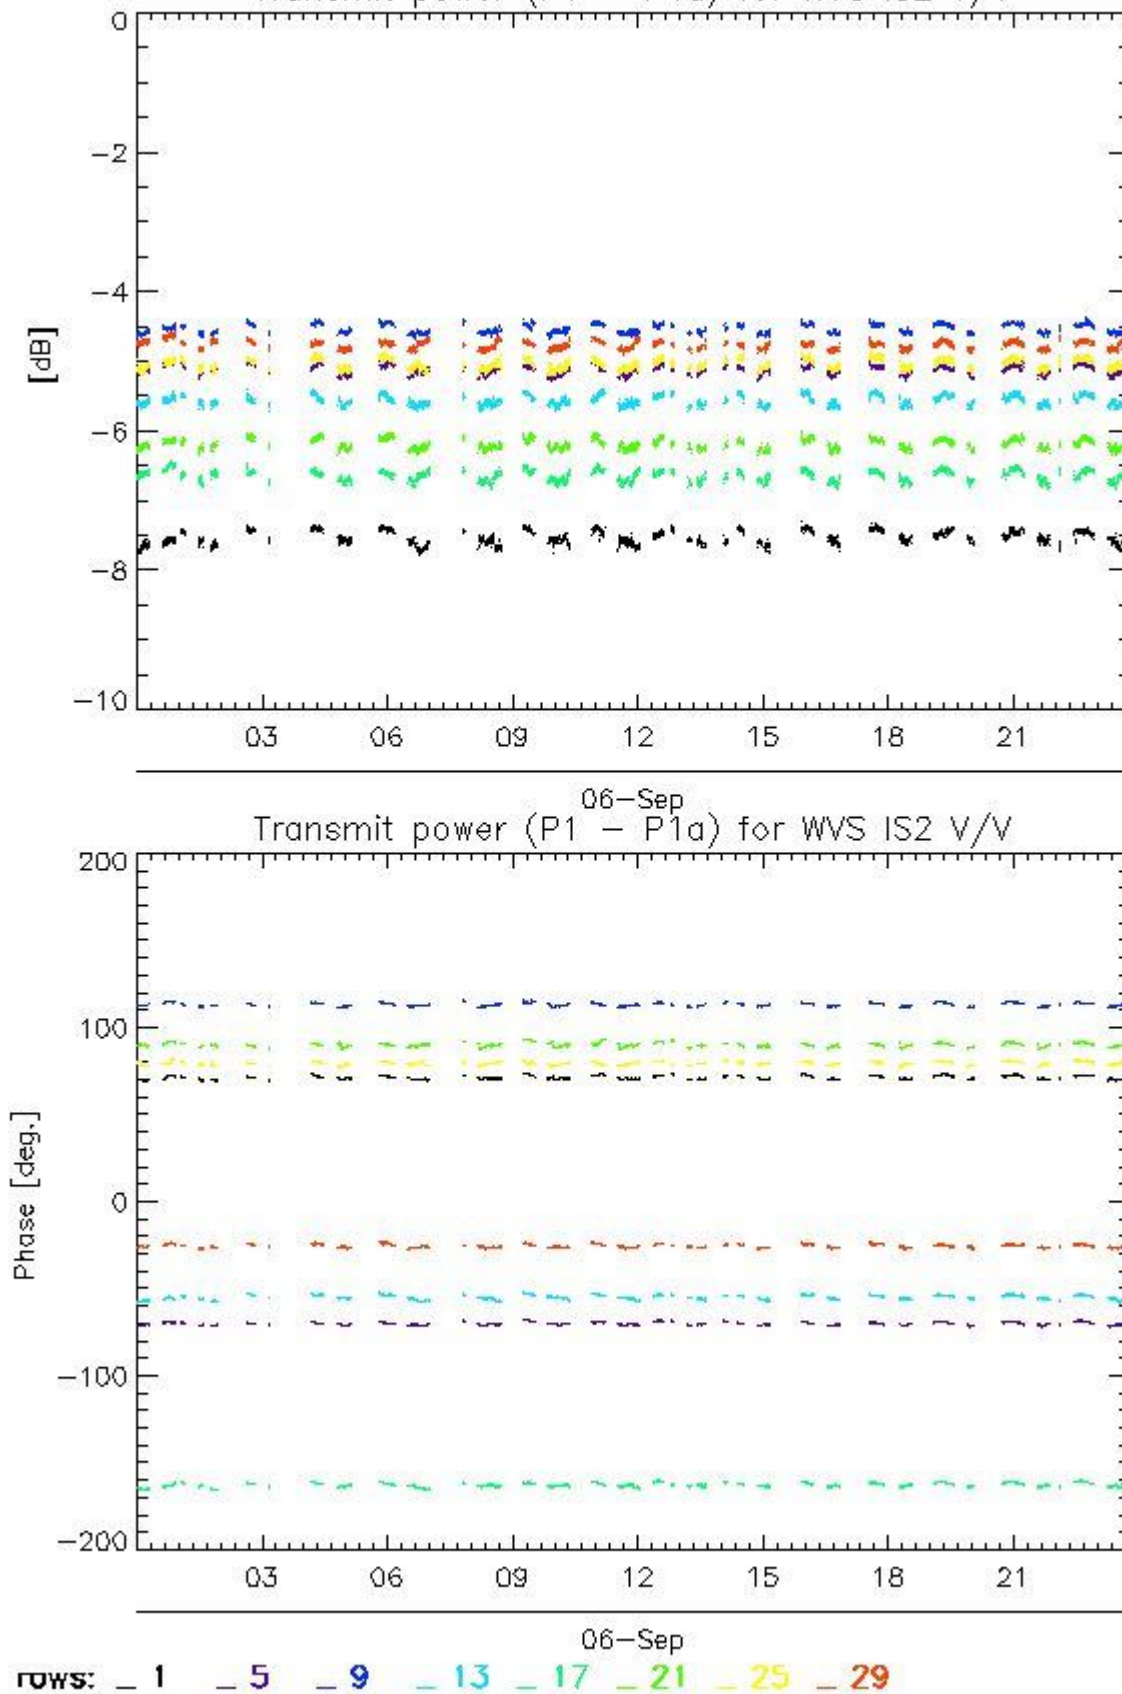 0
−2
−4
[dB]
−6
−8
−10
03 06 09 12 15 18 21
06−Sep
Transmit power (P1 − P1a) for WVS IS2 V/V
200
100
Phase [deg.]
0
−100
−200
03 06 09 12 15 18 21
06−Sep
rows: _ 1 _ 5 _ 9 _ 13 _ 17 _ 21 _ 25 _ 29